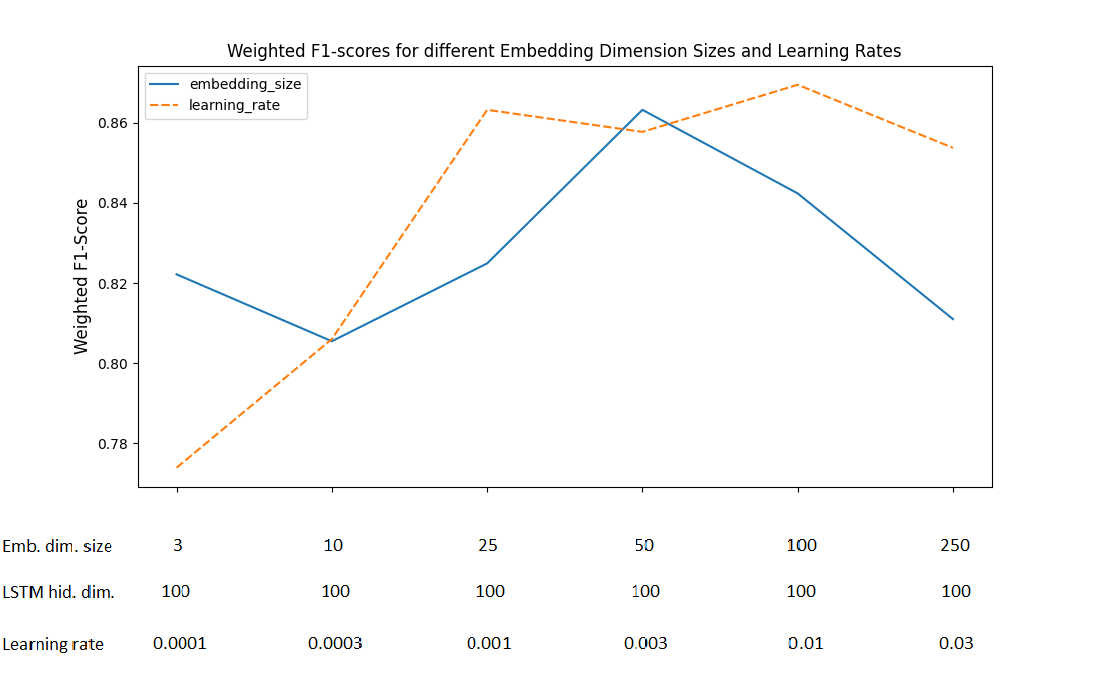 Weighted F1-scores for different Embedding Dimension Sizes and Learning Rates
embedding_size
learning_rate
Weighted F1-Score
0.86
0.84
0.82
0.80
0.78
Emb. dim. size 3 10 25 50 100 250
LSTM hid. dim. 100 100 100 100 100 100
Learning rate 0.0001 0.0003 0.001 0.003 0.01 0.03